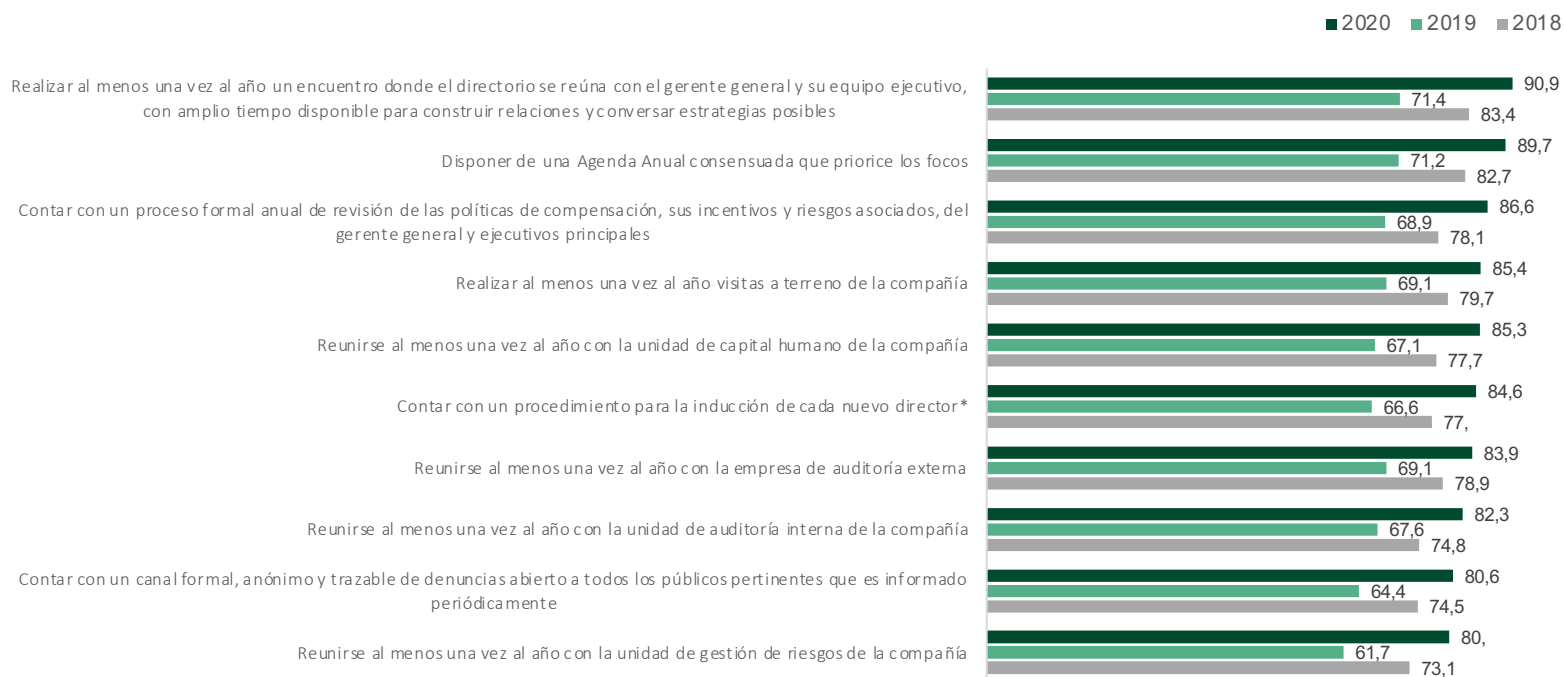 2020 2019 2018
Realizar al menos una vez al año un encuentro donde el directorio se reúna con el gerente general y su equipo ejecutivo,
con amplio tiempo disponible para construir relaciones y conversar estrategias posibles
90,9
71,4
83,4
Disponer de una Agenda Anual consensuada que priorice los focos
89,7
71,2
82,7
Contar con un proceso formal anual de revisión de las políticas de compensación, sus incentivos y riesgos asociados, del
gerente general y ejecutivos principales
86,6
68,9
78,1
Realizar al menos una vez al año visitas a terreno de la compañía
85,4
69,1
79,7
Reunirse al menos una vez al año con la unidad de capital humano de la compañía
85,3
67,1
77,7
Contar con un procedimiento para la inducción de cada nuevo director*
84,6
66,6
77,
Reunirse al menos una vez al año con la empresa de auditoría externa
83,9
69,1
78,9
Reunirse al menos una vez al año con la unidad de auditoría interna de la compañía
82,3
67,6
74,8
Contar con un canal formal, anónimo y trazable de denuncias abierto a todos los públicos pertinentes que es informado
periódicamente
80,6
64,4
74,5
Reunirse al menos una vez al año con la unidad de gestión de riesgos de la compañía
80,
61,7
73,1